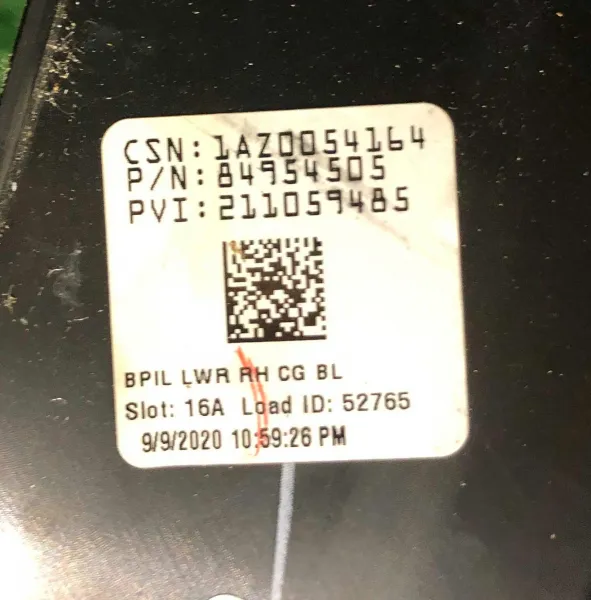 CSN: 1AZ0054164
P/N: 84954505
PVI: 211059485
BPIL LWR RH CG BL
Slot: 16A Load ID: 52765
9/9/2020 10:59:26 PM